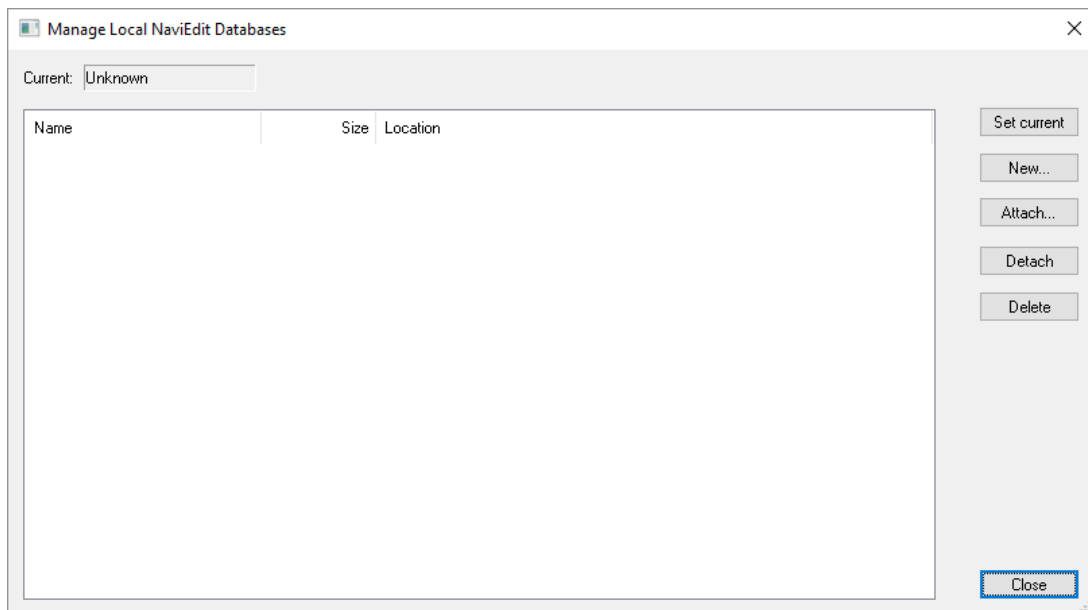 Manage Local NaviEdit Databases
Current: Unknown
Name Size Location
Set current
New...
Attach...
Detach
Delete
Close